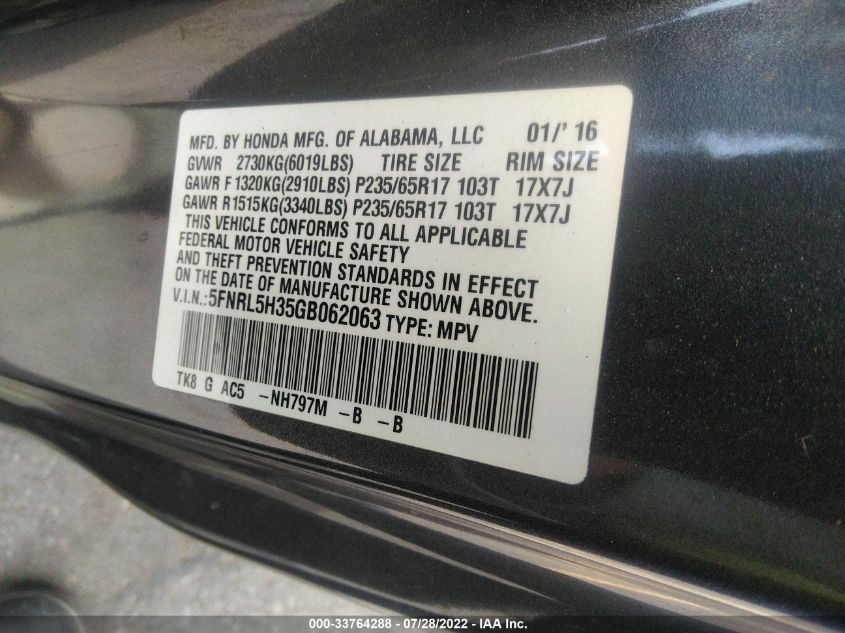 MFD. BY HONDA MFG. OF ALABAMA, LLC 01/' 16
GVWR 2730KG(6019LBS) TIRE SIZE RIM SIZE
GAWR F1320KG(2910LBS) P235/65R17 103T 17X7J
GAWR R1515KG(3340LBS) P235/65R17 103T 17X7J
THIS VEHICLE CONFORMS TO ALL APPLICABLE
FEDERAL MOTOR VEHICLE SAFETY
AND THEFT PREVENTION STANDARDS IN EFFECT
ON THE DATE OF MANUFACTURE SHOWN ABOVE.
V.I.N.:5FNRL5H35GB062063 TYPE: MPV
TK8 G AC5 -NH797M -B -B
000-33764288 - 07/28/2022 - IAA Inc.